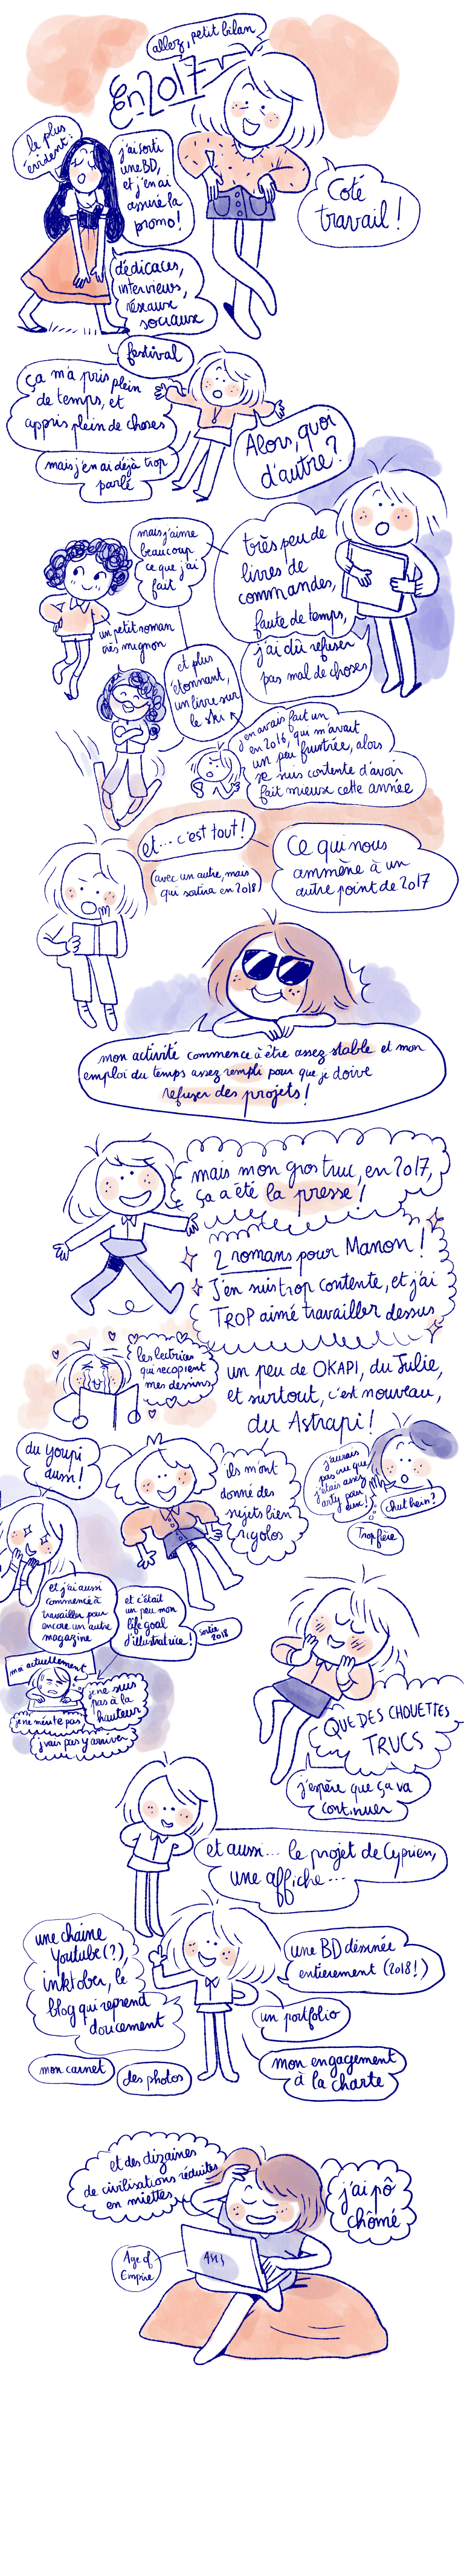 allez, petit bilan
En 2017
le plus
évident :
j'ai sorti
une BD,
et j'en ai
assuré la
promo !
Coté
travail !
dédicaces,
interviews,
réseaux
sociaux
festival
ça m'a pris plein
de temps, et
appris plein de choses
mais j'en ai déjà trop
parlé
Alors, quoi
d'autre ?
très peu de
livres de
commandes,
faute de temps,
j'ai dû refuser
pas mal de choses
mais j'aime
beaucoup
ce que j'ai
fait
un petit roman
très mignon
et plus
étonnant,
un livre sur
le ski
j'en avais fait un
en 2016, qui m'avait
un peu frustrée, alors
je suis contente d'avoir
fait mieux cette année
et... c'est tout !
(avec un autre, mais
qui sortira en 2018)
Ce qui nous
ammène à un
autre point de 2017
mon activité commence à être assez stable et mon
emploi du temps assez rempli pour que je doive
refuser des projets !
mais mon gros truc, en 2017,
ça a été la presse !
2 romans pour Manon !
J'en suis trop contente, et j'ai
TROP aimé travailler dessus
les lectrices
qui recopient
mes dessins
un peu de OKAPI, du Julie,
et surtout, c'est nouveau,
du Astrapi !
du Youpi
aussi !
ils m'ont
donné des
sujets bien
rigolos
j'aurais
pas cru que
j'étais assez
arty pour
eux !
chut hein ?
Trop fière
et j'ai aussi
commencé à
travailler pour
encore un autre
magazine
et c'était
un peu mon
life goal
d'illustratrice !
sortie
2018
moi actuellement
je ne suis
pas à la
hauteur
je ne mérite pas
j'vais pas y arriver
QUE DES CHOUETTES
TRUCS
j'espère que ça va
continuer
et aussi... le projet de Cyprien,
une affiche...
une chaine
Youtube (?)
inktober, le
blog qui reprend
doucement
une BD dessinée
entièrement (2018 !)
un portfolio
mon carnet
des photos
mon engagement
à la charte
et des dizaines
de civilisations réduites
en miettes
j'ai pô
chômé
Age of
Empire
ASUS